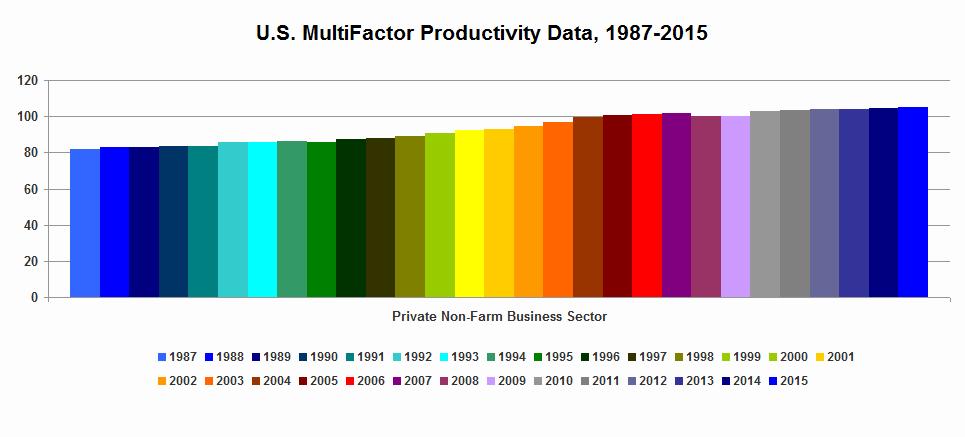 U.S. MultiFactor Productivity Data, 1987-2015
120
100
80
60
40
20
0
Private Non-Farm Business Sector
1987 1988 1989 1990 1991 1992 1993 1994 1995 1996 1997 1998 1999 2000 2001
2002 2003 2004 2005 2006 2007 2008 2009 2010 2011 2012 2013 2014 2015